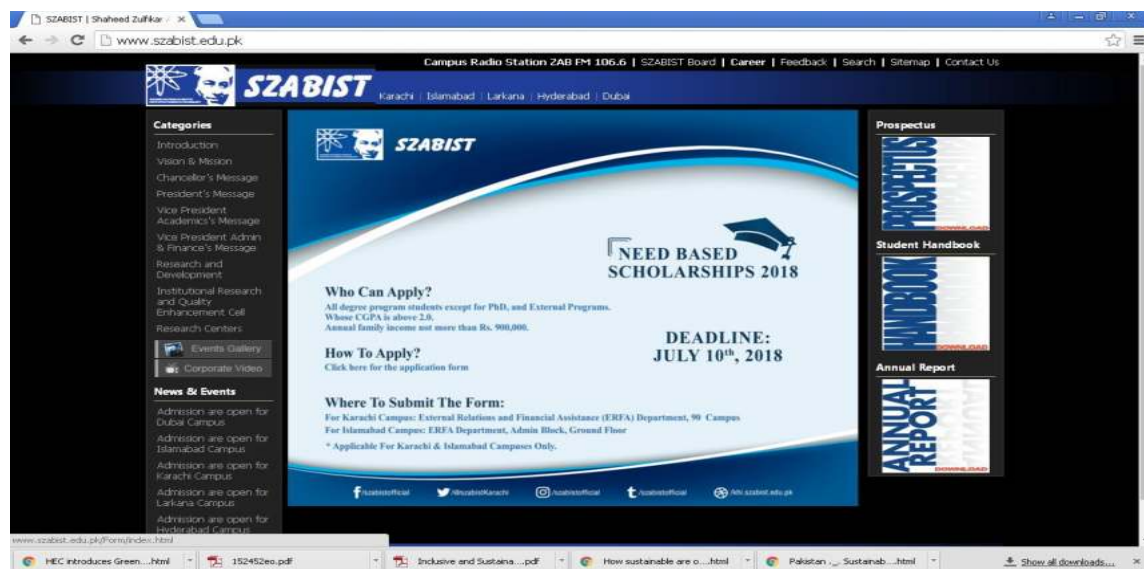 SZABIST | Shaheed Zulfikar
www.szabist.edu.pk
Campus Radio Station ZAB FM 106.6 | SZABIST Board | Career | Feedback | Search | Sitemap | Contact Us
SZABIST
Karachi | Islamabad | Larkana | Hyderabad | Dubai
Categories
Introduction
Vision & Mission
Chancellor's Message
President's Message
Vice President
Academics's Message
Vice President Admin
& Finance's Message
Research and
Development
Institutional Research
and Quality
Enhancement Cell
Research Centers
Events Gallery
Corporate Video
News & Events
Admission are open for
Dubai Campus
Admission are open for
Islamabad Campus
Admission are open for
Karachi Campus
Admission are open for
Larkana Campus
Admission are open for
Hyderabad Campus
SZABIST
NEED BASED
SCHOLARSHIPS 2018
Who Can Apply?
All degree program students except for PhD, and External Programs.
Whose CGPA is above 2.0.
Annual family income not more than Rs. 900,000.
DEADLINE:
JULY 10th, 2018
How To Apply?
Click here for the application form
Where To Submit The Form:
For Karachi Campus: External Relations and Financial Assistance (ERFA) Department, 90 Campus
For Islamabad Campus: ERFA Department, Admin Block, Ground Floor
* Applicable For Karachi & Islamabad Campuses Only.
/szabistofficial
/szabistofficial
/szabistofficial
Prospectus
PROSPECTUS
DOWNLOAD
Student Handbook
HANDBOOK
DOWNLOAD
Annual Report
ANNUAL
REPORT
DOWNLOAD
www.szabist.edu.pk/Form/index.html
HEC introduces Green....html
152452eo.pdf
Inclusive and Sustaina....pdf
How sustainable are o....html
Pakistan ._. Sustainab...html
Show all downloads...